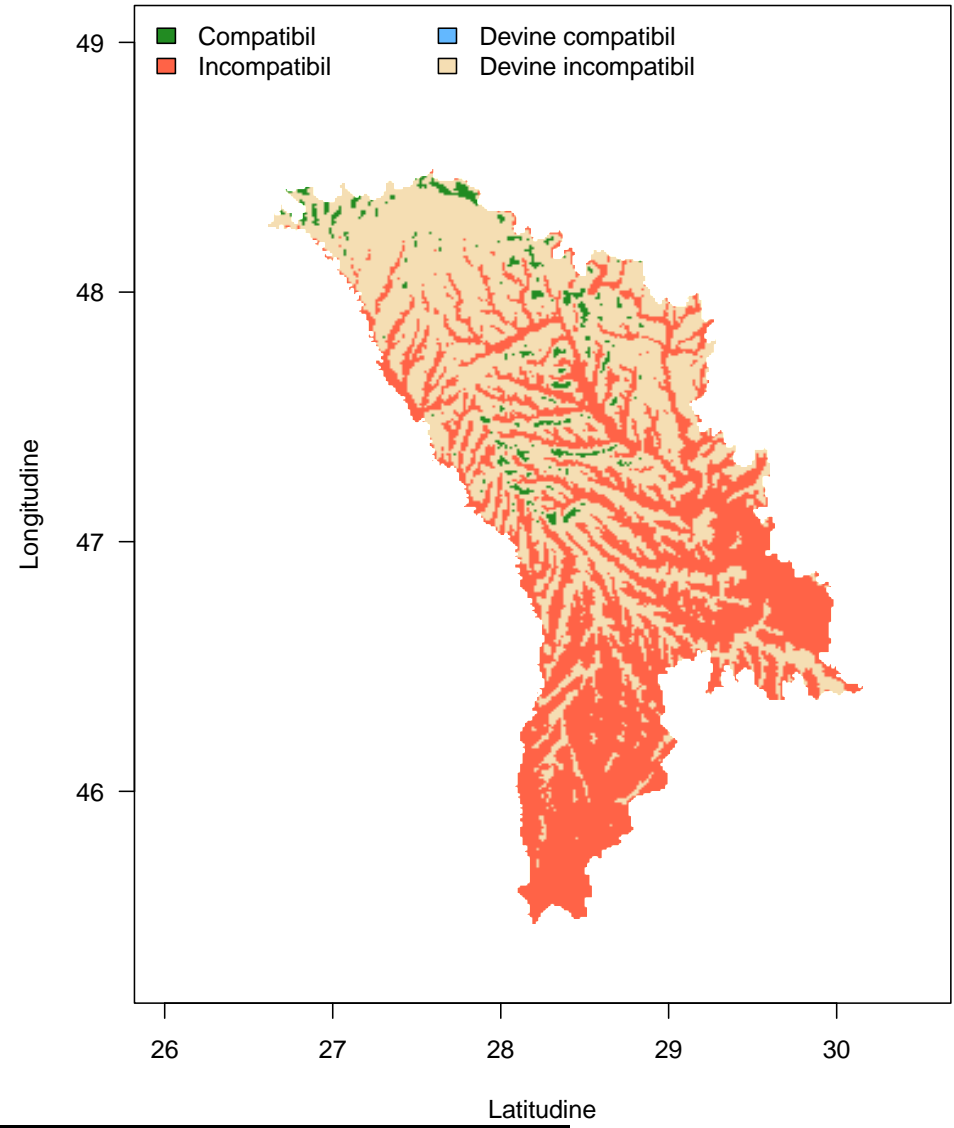 Compatibil Devine compatibil
Incompatibil Devine incompatibil
49
48
47
46
Longitudine
26 27 28 29 30
Latitudine